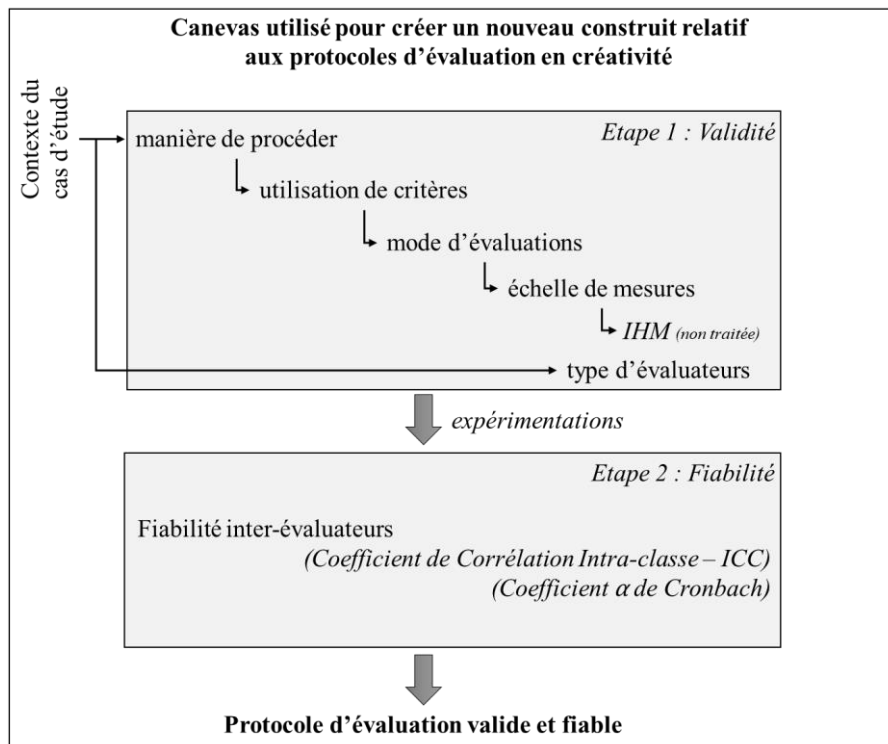 Canevas utilisé pour créer un nouveau construit relatif
aux protocoles d'évaluation en créativité
Contexte du
cas d'étude
Etape 1 : Validité
manière de procéder
utilisation de critères
mode d'évaluations
échelle de mesures
IHM (non traitée)
type d'évaluateurs
expérimentations
Etape 2 : Fiabilité
Fiabilité inter-évaluateurs
(Coefficient de Corrélation Intra-classe – ICC)
(Coefficient α de Cronbach)
Protocole d'évaluation valide et fiable